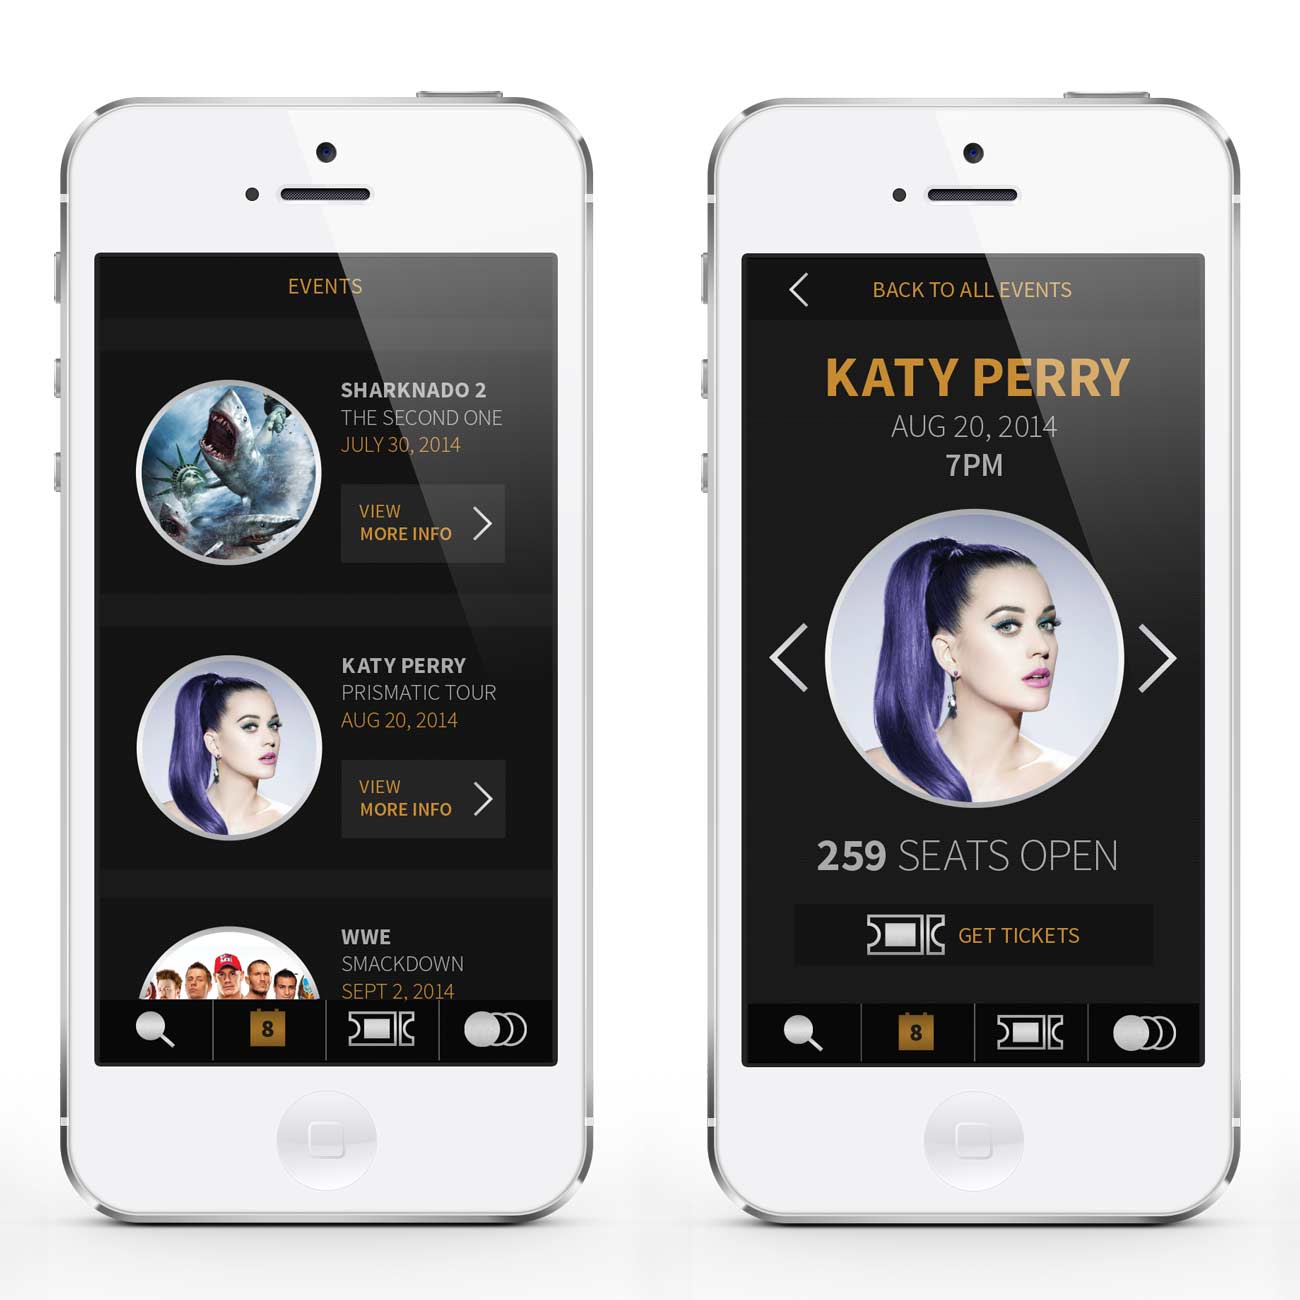 EVENTS
SHARKNADO 2
THE SECOND ONE
JULY 30, 2014
VIEW
MORE INFO
KATY PERRY
PRISMATIC TOUR
AUG 20, 2014
VIEW
MORE INFO
WWE
SMACKDOWN
SEPT 2, 2014
8
BACK TO ALL EVENTS
KATY PERRY
AUG 20, 2014
7PM
259 SEATS OPEN
GET TICKETS
8